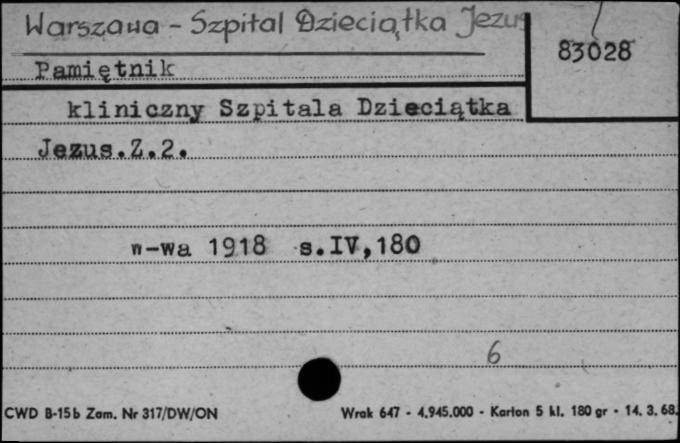 Warszawa - Szpital Dzieciątka Jezus
83028
Pamiętnik
kliniczny Szpitala Dzieciątka
Jezus.Z.2.
w-wa 1918 s.IV,180
6
CWD B-15b Zam. Nr 317/DW/ON
Wrak 647 - 4.945.000 - Karton 5 kl. 180 gr - 14. 3. 68.